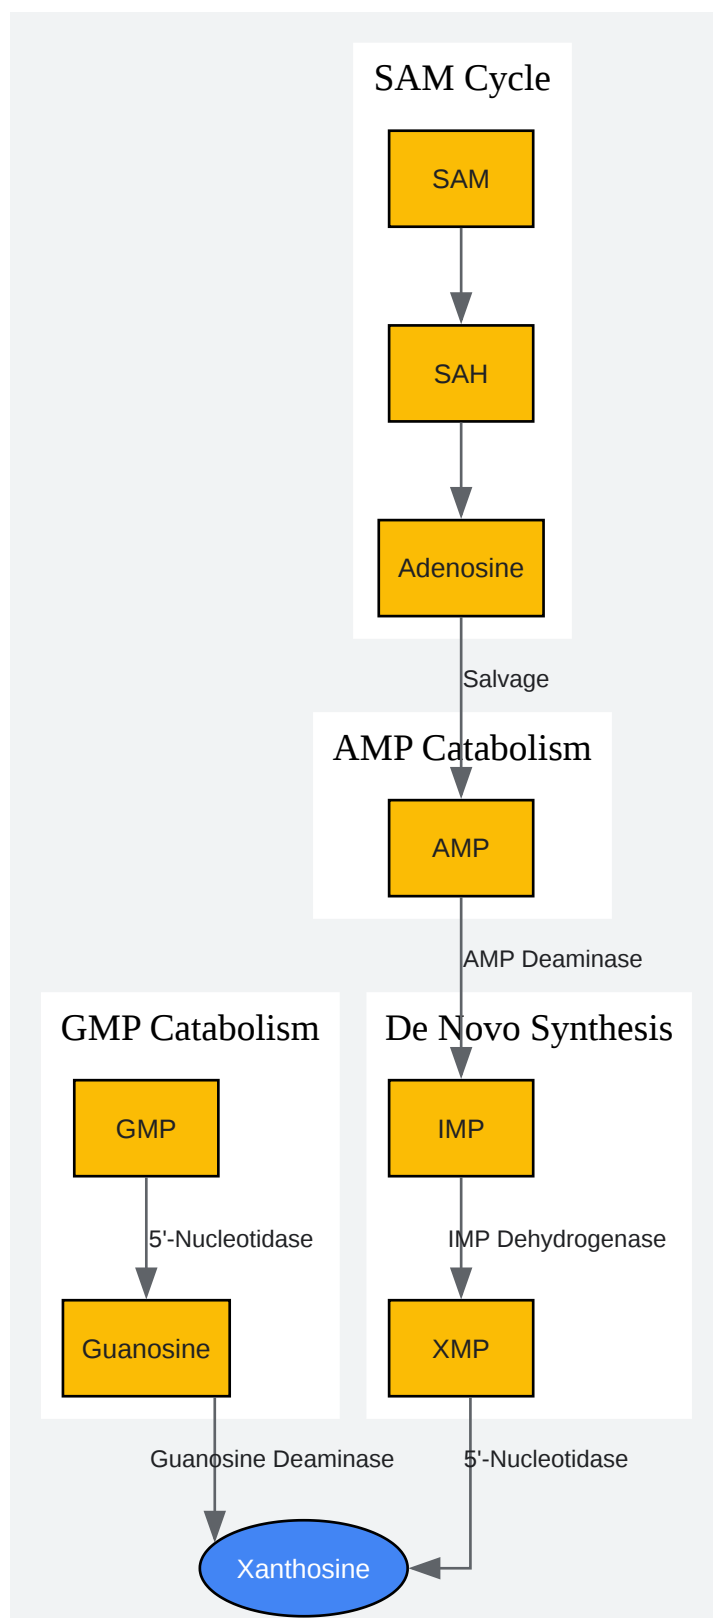 SAM Cycle
SAM
SAH
Adenosine
Salvage
AMP Catabolism
AMP
AMP Deaminase
GMP Catabolism
De Novo Synthesis
GMP
IMP
5'-Nucleotidase
IMP Dehydrogenase
Guanosine
XMP
Guanosine Deaminase
5'-Nucleotidase
Xanthosine